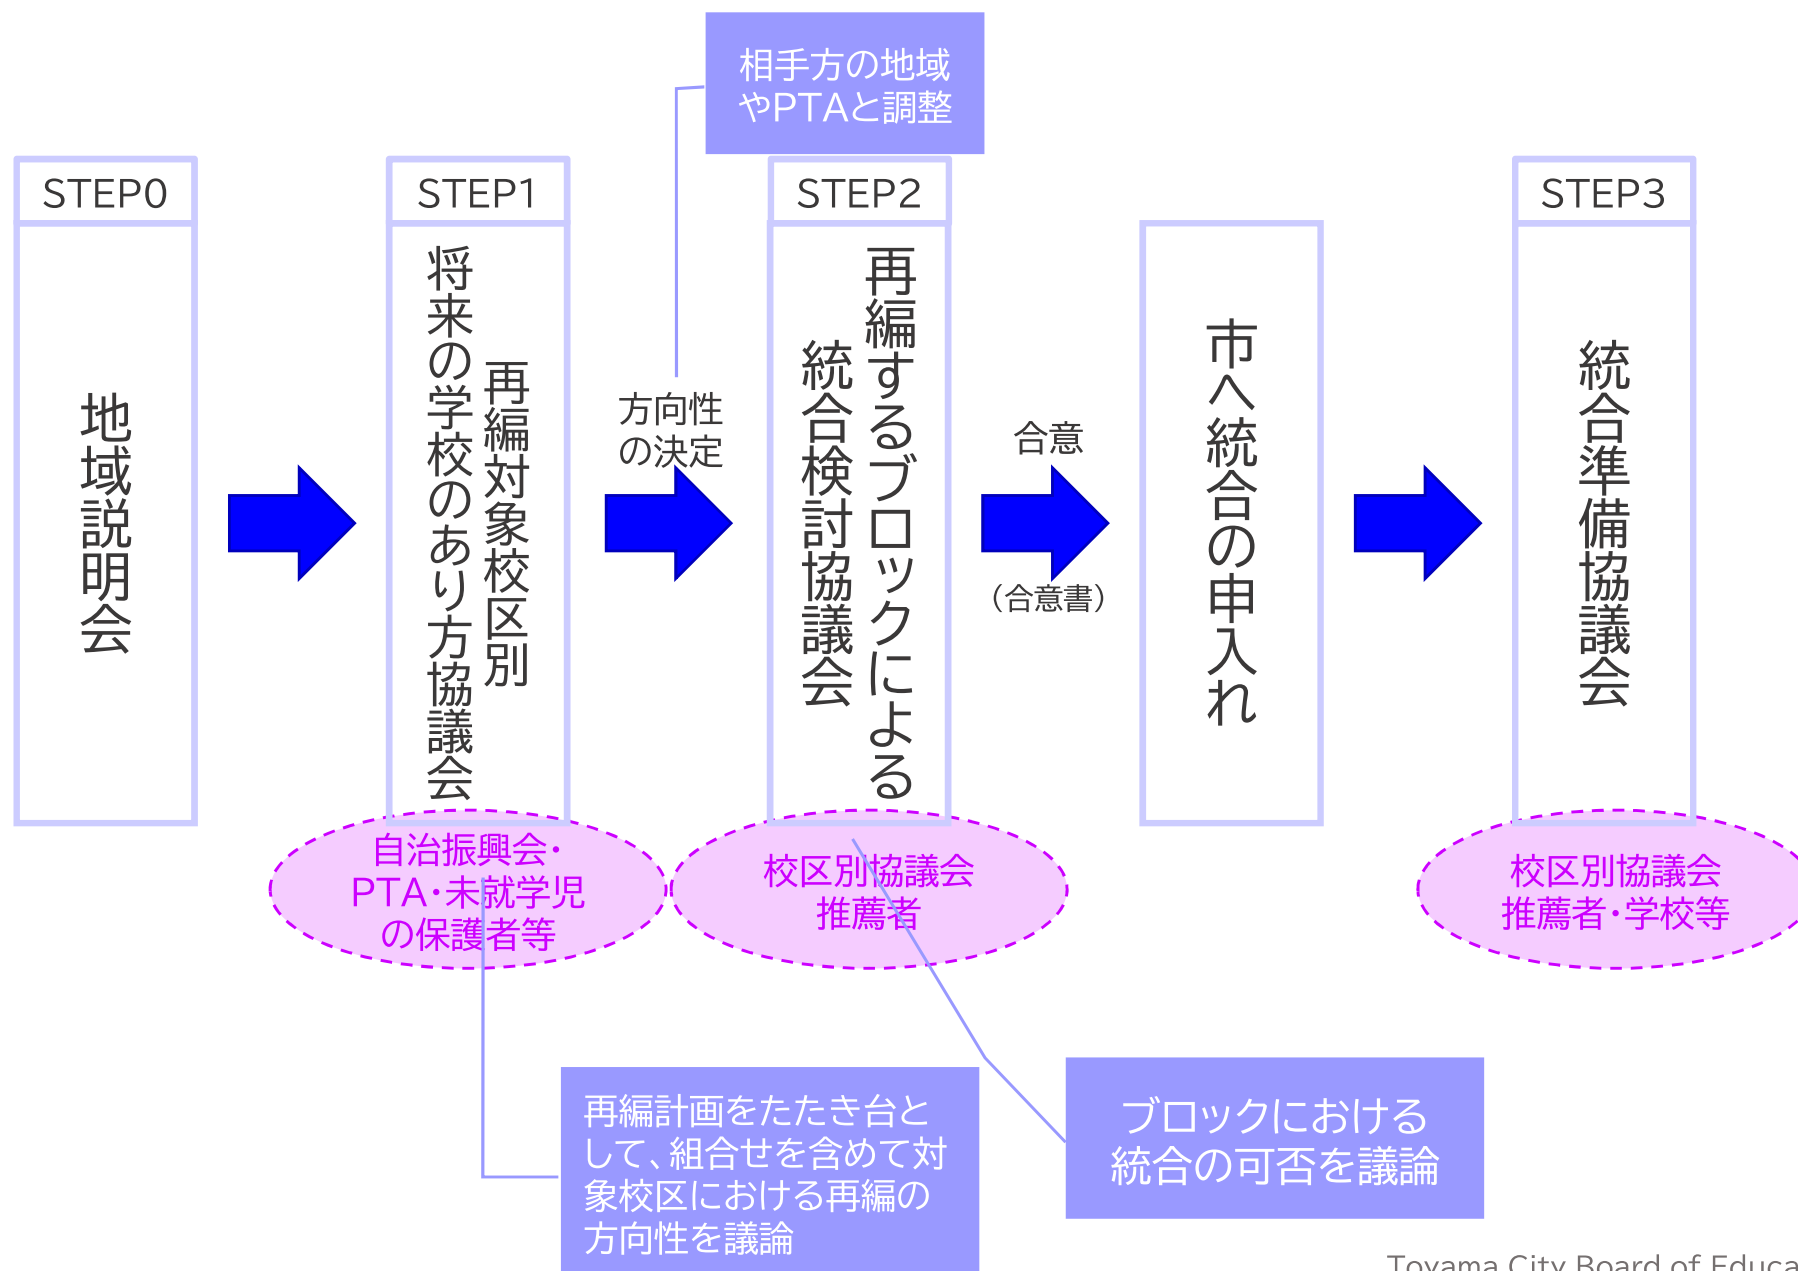 相手方の地域
やPTAと調整
STEP0
地域説明会
STEP1
再編対象校区別
将来の学校のあり方協議会
方向性
の決定
STEP2
再編するブロックによる
統合検討協議会
合意
（合意書）
市へ統合の申入れ
STEP3
統合準備協議会
自治振興会・
PTA・未就学児
の保護者等
校区別協議会
推薦者
校区別協議会
推薦者・学校等
再編計画をたたき台と
して、組合せを含めて対
象校区における再編の
方向性を議論
ブロックにおける
統合の可否を議論
Toyama City Board of Educa